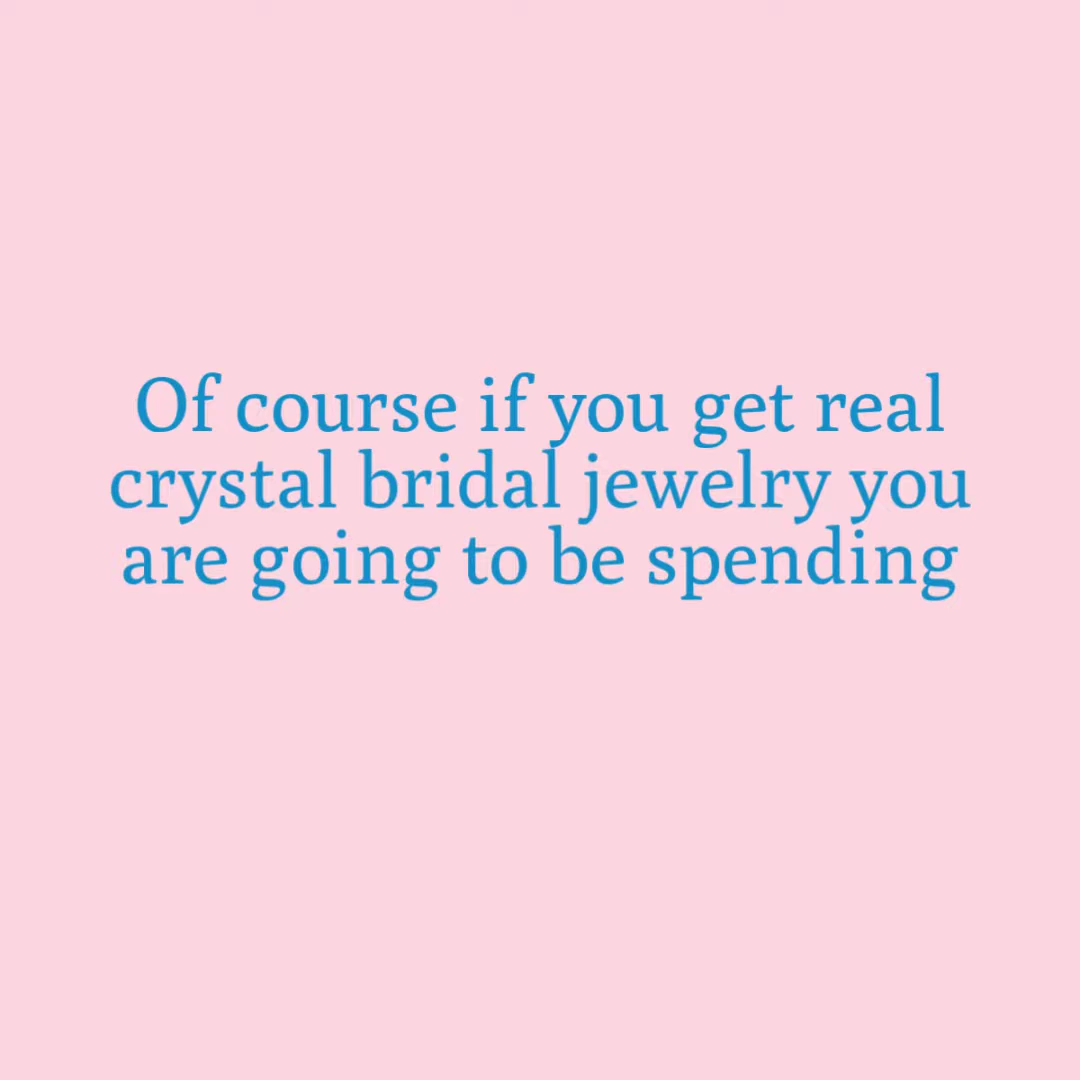 Of course if you get real
crystal bridal jewelry you
are going to be spending